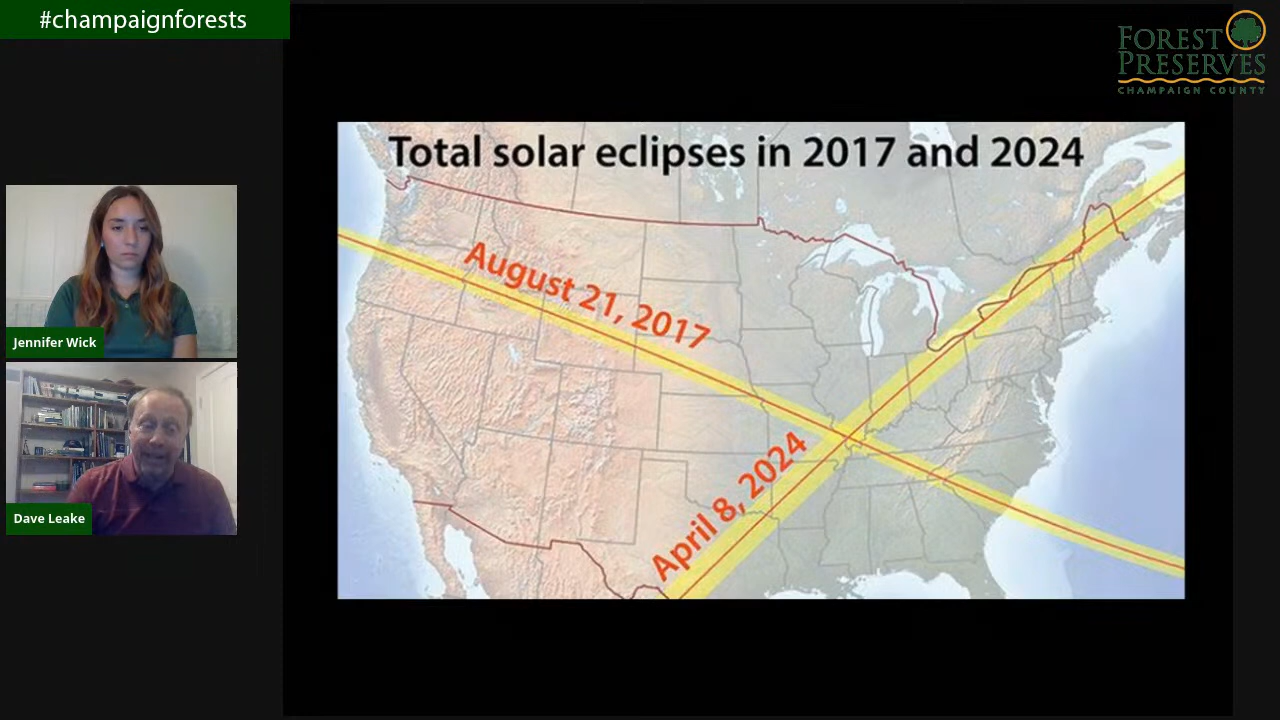 #champaignforests
FOREST
PRESERVES
CHAMPAIGN COUNTY
Total solar eclipses in 2017 and 2024
August 21, 2017
April 8, 2024
Jennifer Wick
Dave Leake